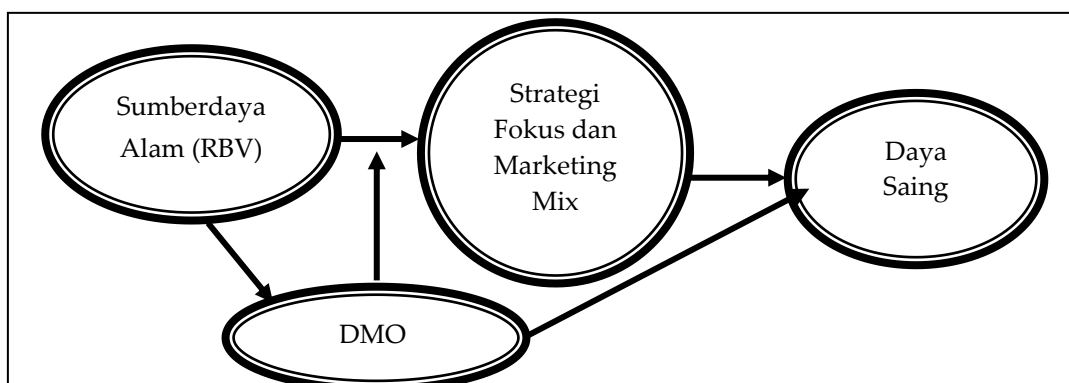 Sumberdaya
Alam (RBV)
Strategi
Fokus dan
Marketing
Mix
Daya
Saing
DMO